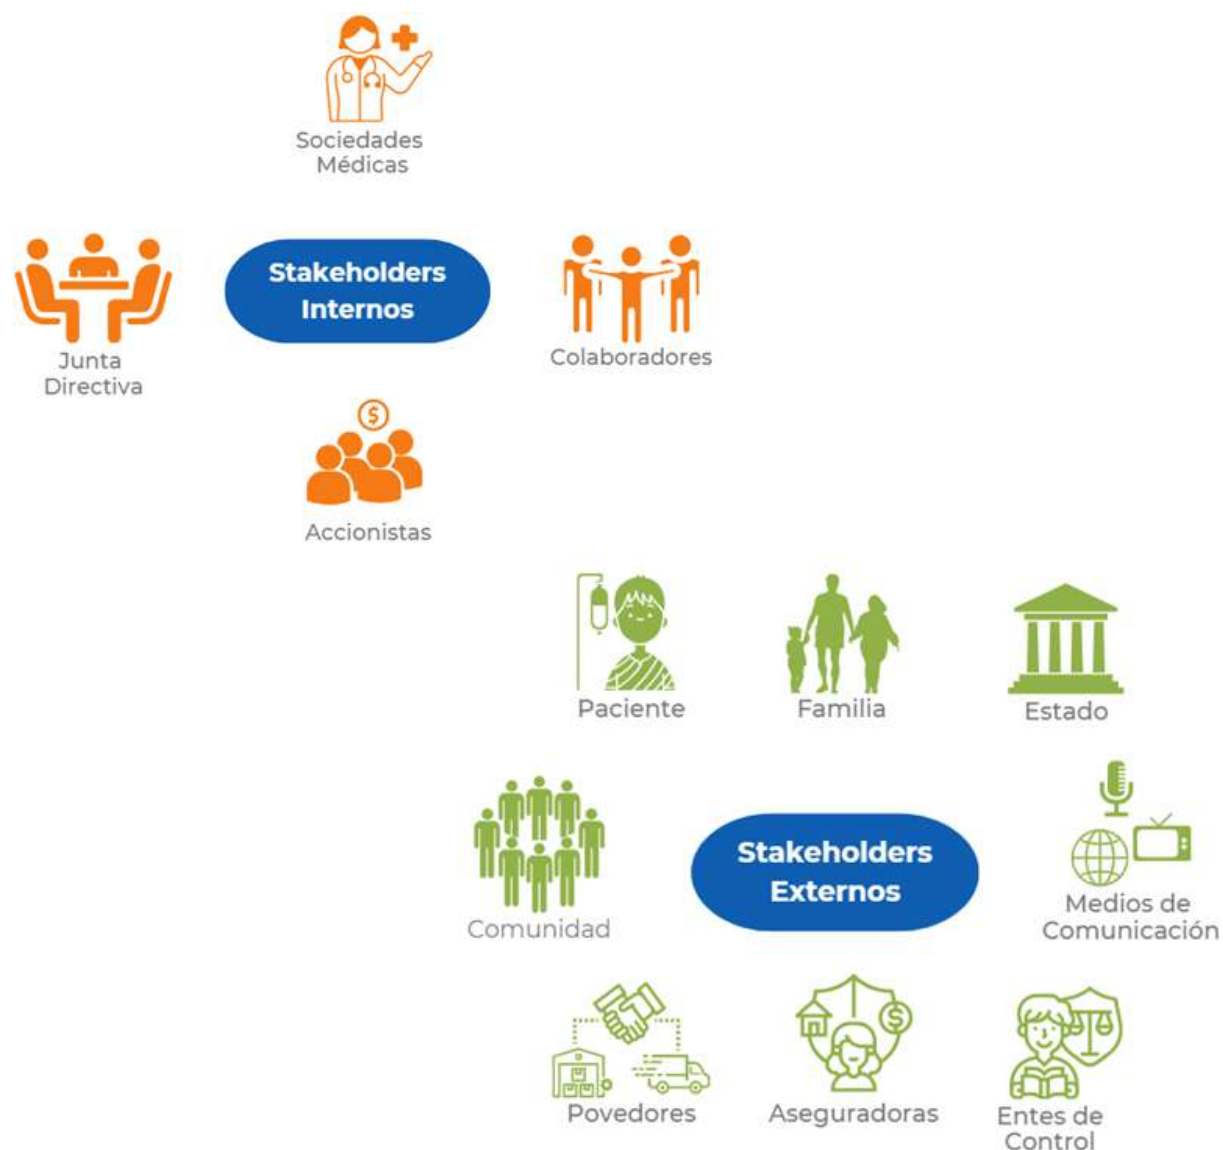 Sociedades
Médicas
Stakeholders
Internos
Junta
Directiva
Colaboradores
Accionistas
Paciente
Familia
Estado
Comunidad
Stakeholders
Externos
Medios de
Comunicación
Povedores
Aseguradoras
Entes de
Control